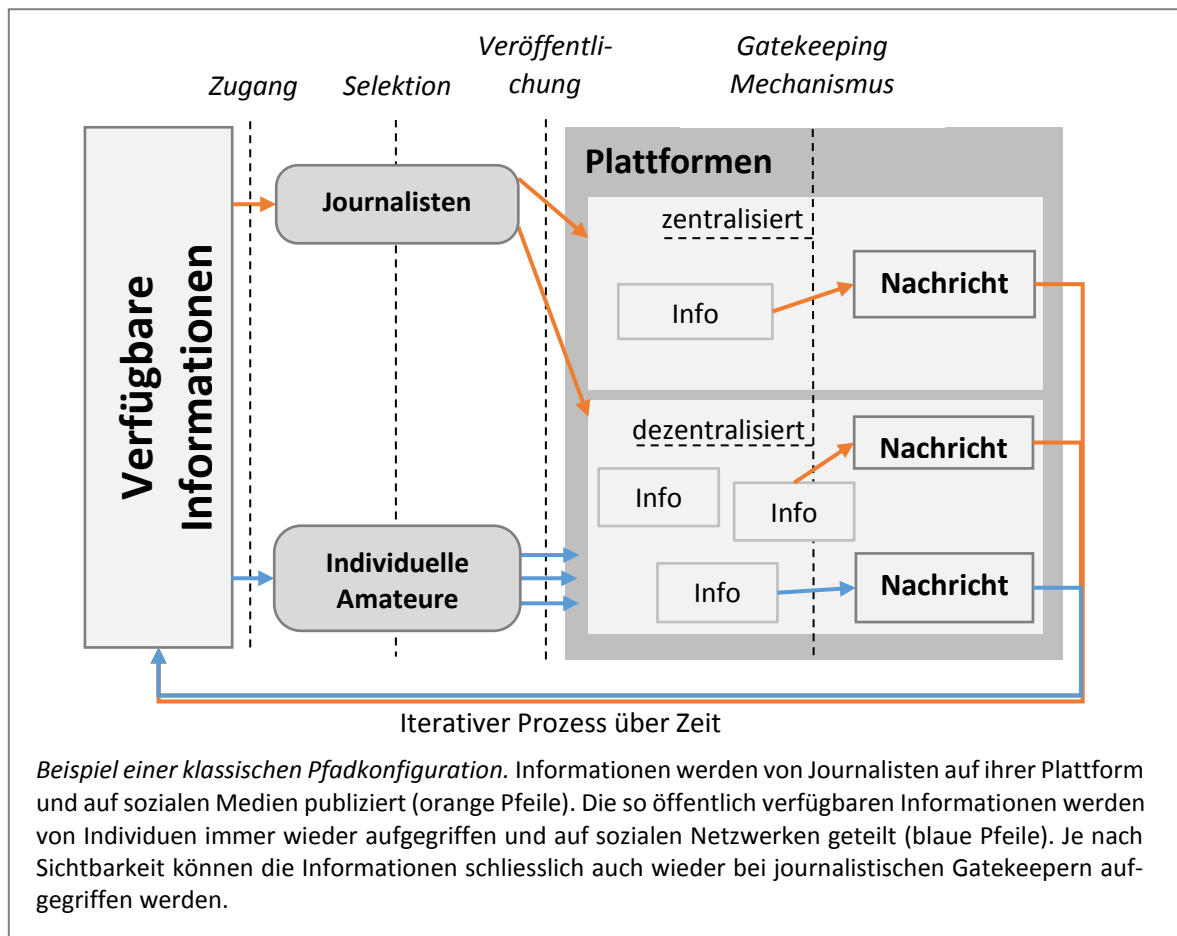 Zugang
Selektion
Veröffentli-
chung
Gatekeeping
Mechanismus
Verfügbare
Informationen
Journalisten
Individuelle
Amateure
Plattformen
zentralisiert
Info
Nachricht
dezentralisiert
Nachricht
Info
Info
Info
Nachricht
Iterativer Prozess über Zeit
Beispiel einer klassischen Pfadkonfiguration. Informationen werden von Journalisten auf ihrer Plattform
und auf sozialen Medien publiziert (orange Pfeile). Die so öffentlich verfügbaren Informationen werden
von Individuen immer wieder aufgegriffen und auf sozialen Netzwerken geteilt (blaue Pfeile). Je nach
Sichtbarkeit können die Informationen schliesslich auch wieder bei journalistischen Gatekeepern auf-
gegriffen werden.